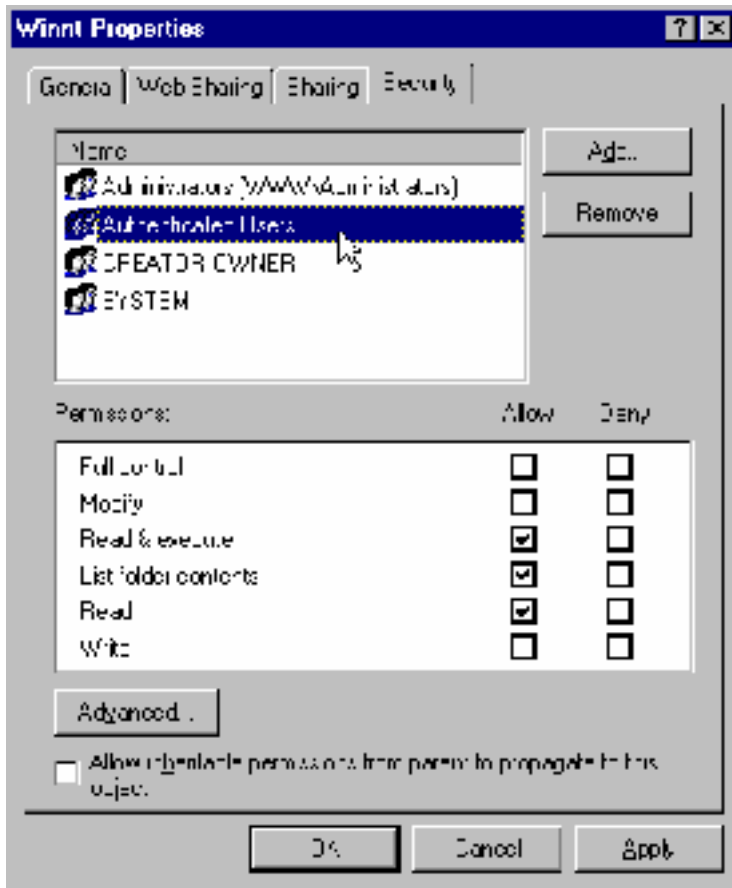 Winnt Properties
General Web Sharing Sharing Security
Name
Add...
Administrators (WWW\Administrators)
Authenticated Users
Remove
CREATOR OWNER
SYSTEM
Permissions: Allow Deny
Full control
Modify
Read & execute
List folder contents
Read
Write
Advanced...
Allow inheritable permissions from parent to propagate to this
object
OK Cancel Apply